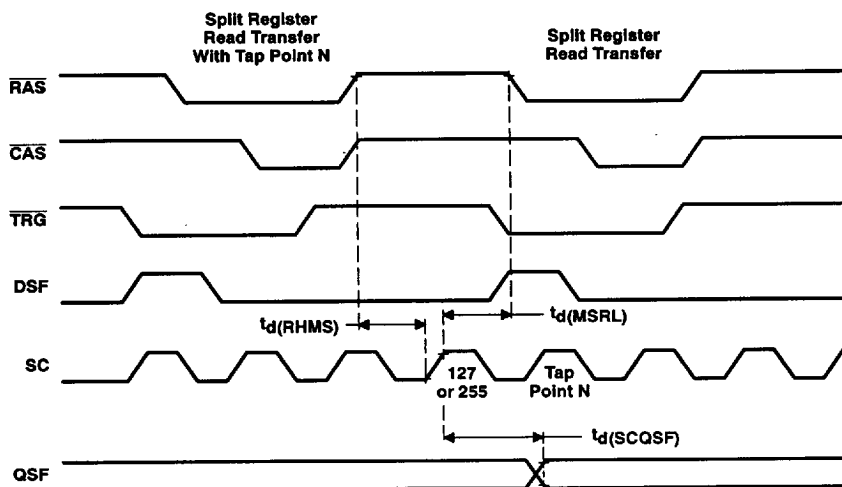 Split Register
Read Transfer
With Tap Point N
Split Register
Read Transfer
RAS
CAS
TRG
DSF
td(RHMS)
td(MSRL)
SC
127
or 255
Tap
Point N
td(SCQSF)
QSF